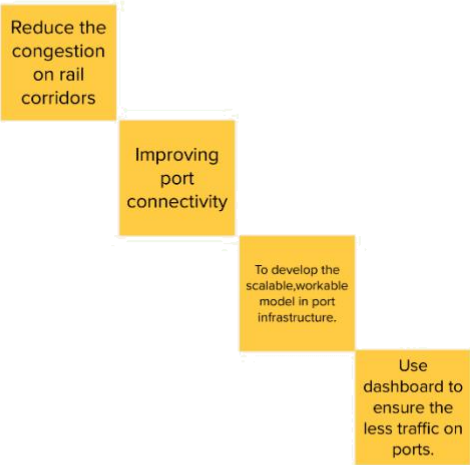 Reduce the
congestion
on rail
corridors
Improving
port
connectivity
To develop the
scalable,workable
model in port
infrastructure.
Use
dashboard to
ensure the
less traffic on
ports.